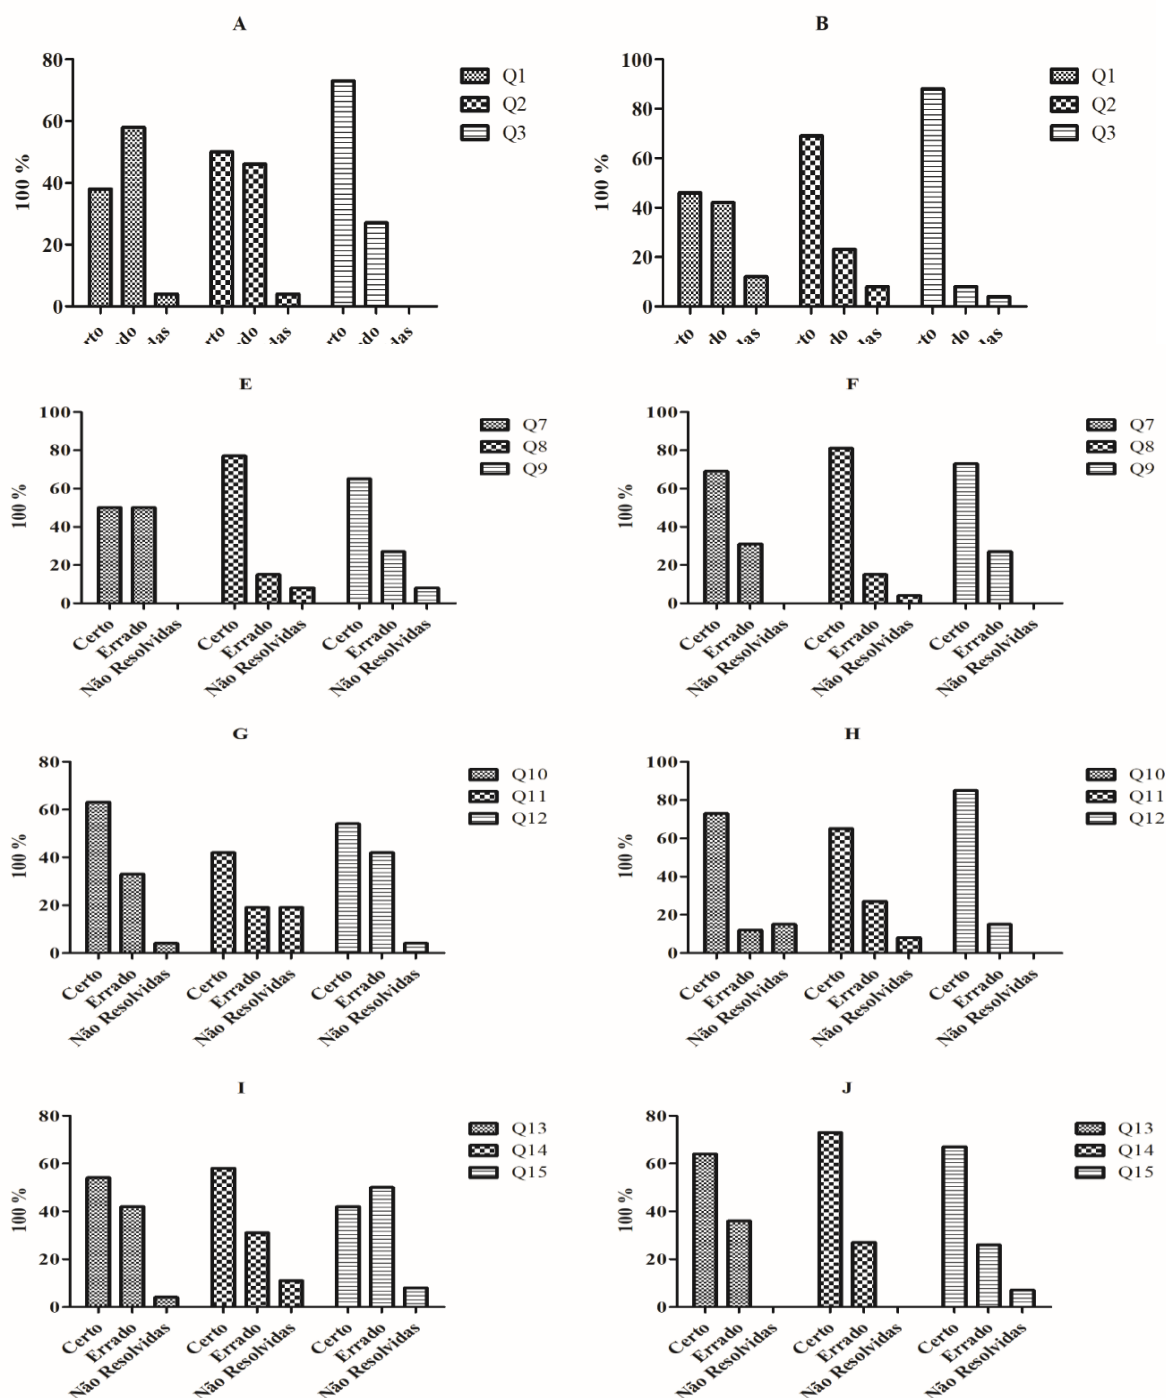 A
80
60
40
20
0
100 %
Q1
Q2
Q3
B
100
80
60
40
20
0
100 %
Q1
Q2
Q3
E
100
80
60
40
20
0
100 %
Certo
Errado
Não Resolvidas
Certo
Errado
Não Resolvidas
Certo
Errado
Não Resolvidas
Q7
Q8
Q9
F
100
80
60
40
20
0
100 %
Certo
Errado
Não Resolvidas
Certo
Errado
Não Resolvidas
Certo
Errado
Não Resolvidas
Q7
Q8
Q9
G
80
60
40
20
0
100 %
Certo
Errado
Não Resolvidas
Certo
Errado
Não Resolvidas
Certo
Errado
Não Resolvidas
Q10
Q11
Q12
H
100
80
60
40
20
0
100 %
Certo
Errado
Não Resolvidas
Certo
Errado
Não Resolvidas
Certo
Errado
Não Resolvidas
Q10
Q11
Q12
I
80
60
40
20
0
100 %
Certo
Errado
Não Resolvidas
Certo
Errado
Não Resolvidas
Certo
Errado
Não Resolvidas
Q13
Q14
Q15
J
80
60
40
20
0
100 %
Certo
Errado
Não Resolvidas
Certo
Errado
Não Resolvidas
Certo
Errado
Não Resolvidas
Q13
Q14
Q15